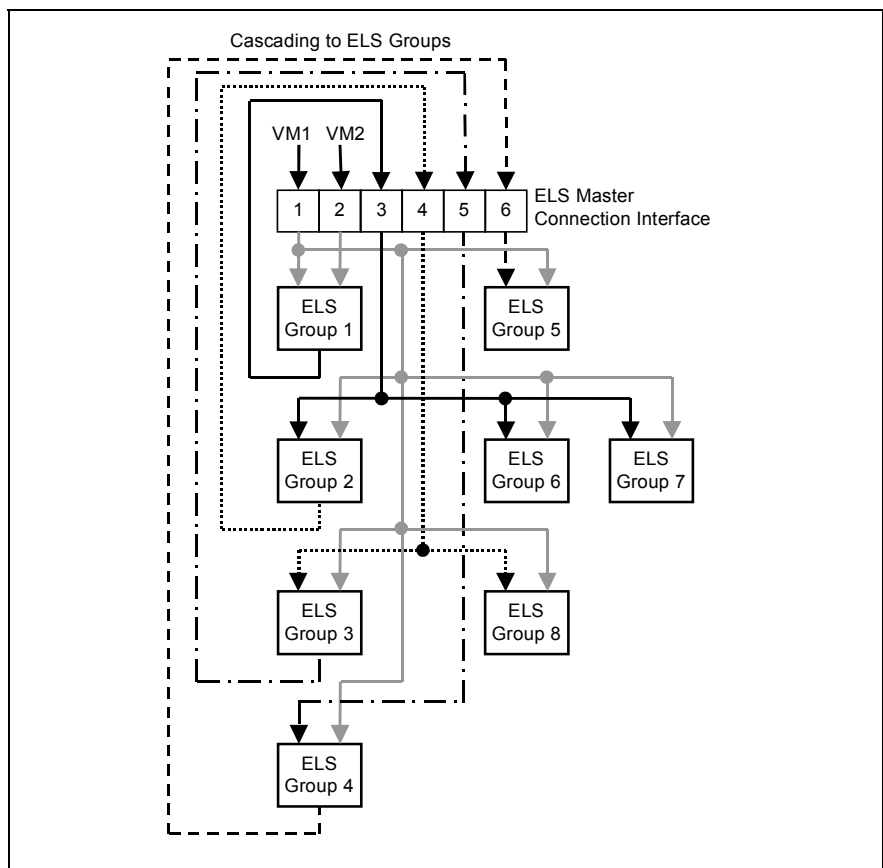 Cascading to ELS Groups
VM1 VM2
1 2 3 4 5 6
ELS Master
Connection Interface
ELS
Group 1
ELS
Group 5
ELS
Group 2
ELS
Group 6
ELS
Group 7
ELS
Group 3
ELS
Group 8
ELS
Group 4